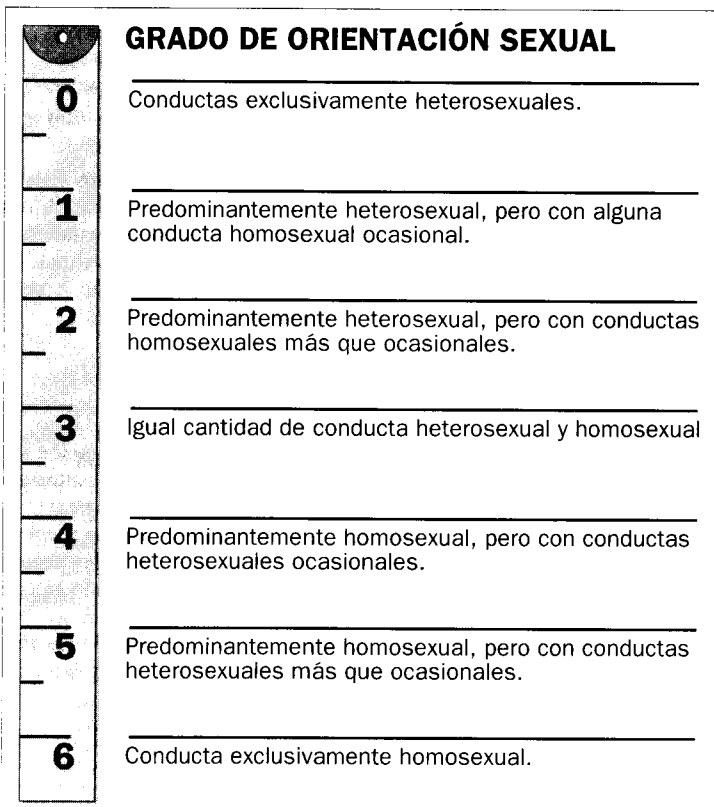 GRADO DE ORIENTACIÓN SEXUAL
0
Conductas exclusivamente heterosexuales.
1
Predominantemente heterosexual, pero con alguna
conducta homosexual ocasional.
2
Predominantemente heterosexual, pero con conductas
homosexuales más que ocasionales.
3
Igual cantidad de conducta heterosexual y homosexual
4
Predominantemente homosexual, pero con conductas
heterosexuales ocasionales.
5
Predominantemente homosexual, pero con conductas
heterosexuales más que ocasionales.
6
Conducta exclusivamente homosexual.